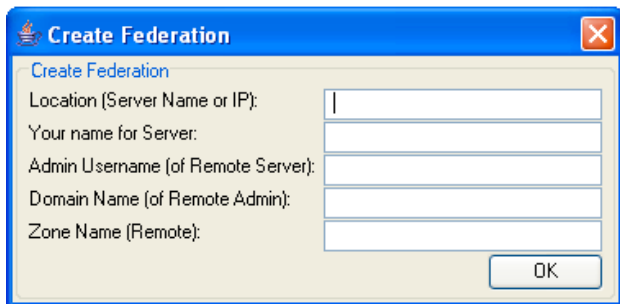 Create Federation
Create Federation
Location (Server Name or IP):
Your name for Server:
Admin Username (of Remote Server):
Domain Name (of Remote Admin):
Zone Name (Remote):
OK